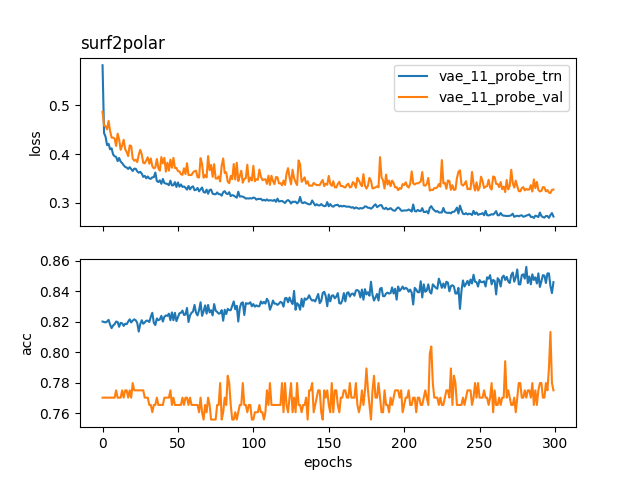 surf2polar
loss
0.5
0.4
0.3
vae_11_probe_trn
vae_11_probe_val
acc
0.86
0.84
0.82
0.80
0.78
0.76
0 50 100 150 200 250 300
epochs